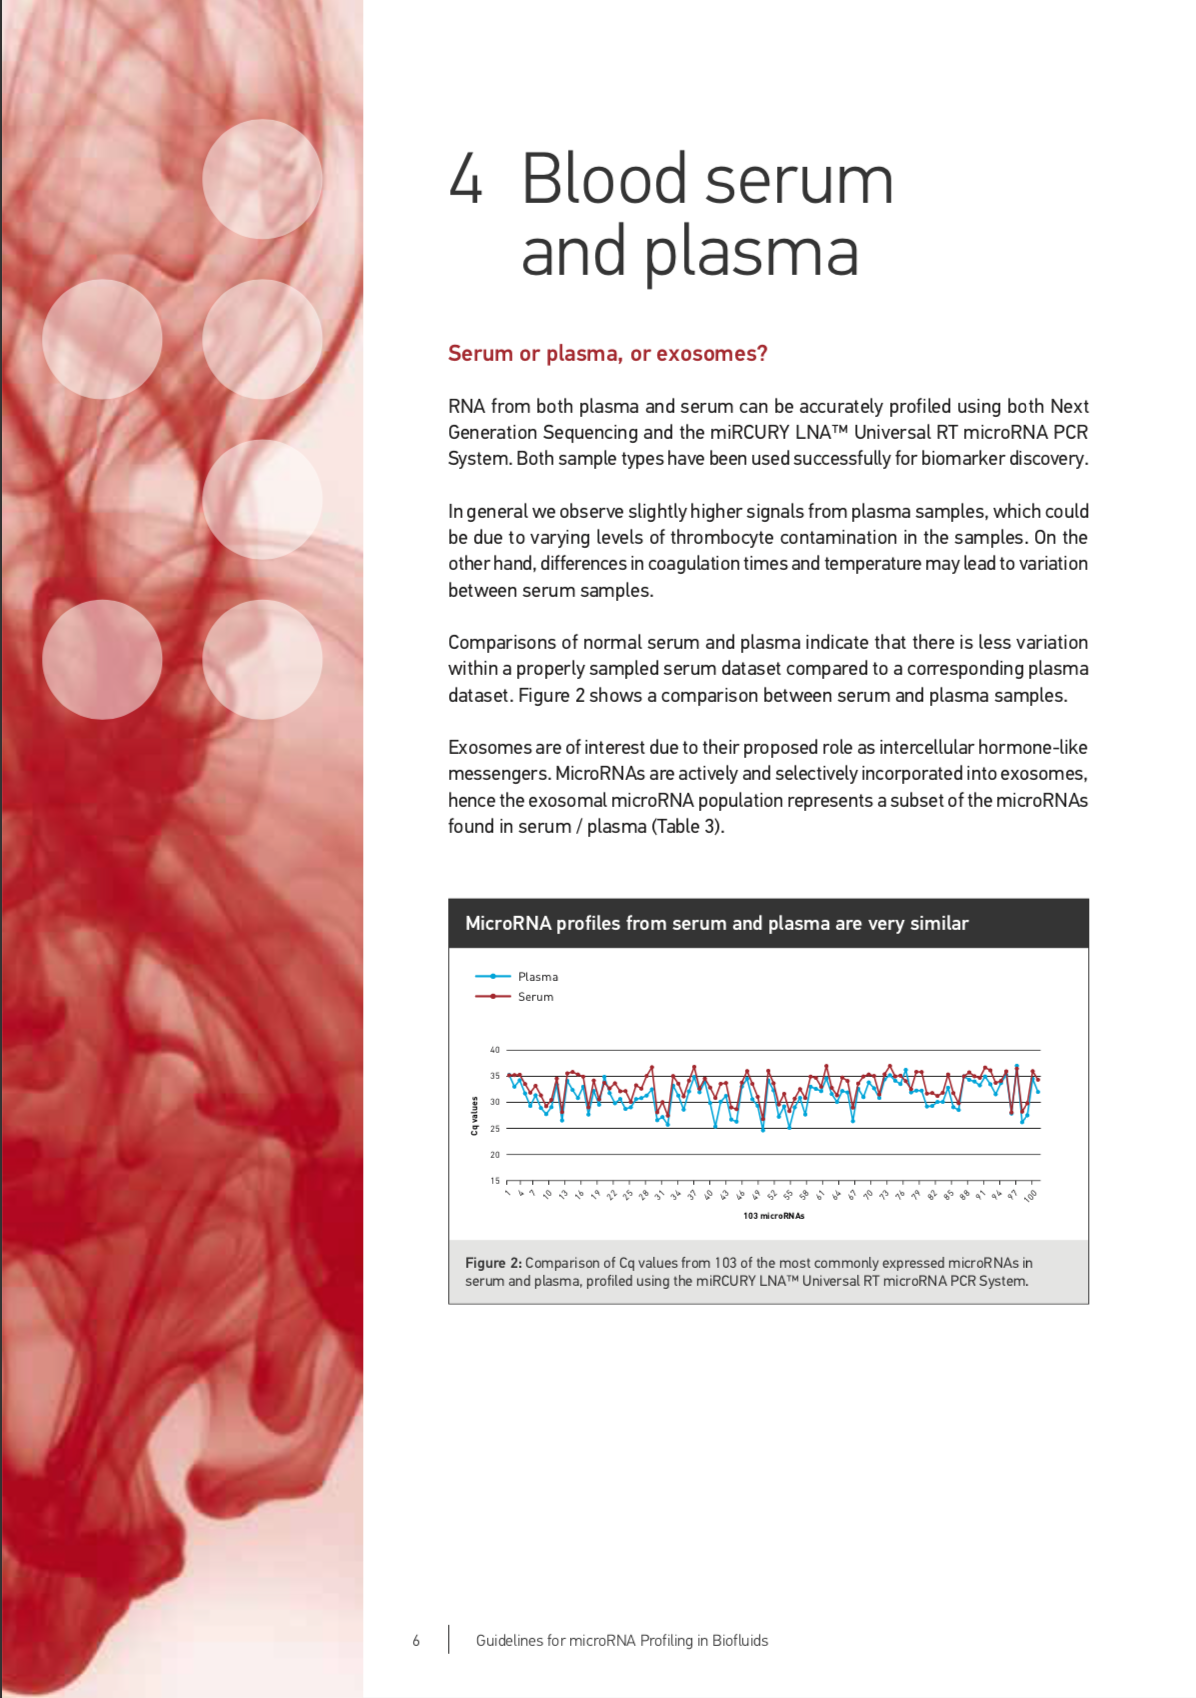 4 Blood serum
and plasma
Serum or plasma, or exosomes?
RNA from both plasma and serum can be accurately profiled using both Next
Generation Sequencing and the miRCURY LNA™ Universal RT microRNA PCR
System. Both sample types have been used successfully for biomarker discovery.
In general we observe slightly higher signals from plasma samples, which could
be due to varying levels of thrombocyte contamination in the samples. On the
other hand, differences in coagulation times and temperature may lead to variation
between serum samples.
Comparisons of normal serum and plasma indicate that there is less variation
within a properly sampled serum dataset compared to a corresponding plasma
dataset. Figure 2 shows a comparison between serum and plasma samples.
Exosomes are of interest due to their proposed role as intercellular hormone-like
messengers. MicroRNAs are actively and selectively incorporated into exosomes,
hence the exosomal microRNA population represents a subset of the microRNAs
found in serum / plasma (Table 3).
MicroRNA profiles from serum and plasma are very similar
Plasma
Serum
40
35
30
25
20
15
Cq values
1 4 7 10 13 16 19 22 25 28 31 34 37 40 43 46 49 52 55 58 61 64 67 70 73 76 79 82 85 88 91 94 97 100
103 microRNAs
Figure 2: Comparison of Cq values from 103 of the most commonly expressed microRNAs in
serum and plasma, profiled using the miRCURY LNA™ Universal RT microRNA PCR System.
6 Guidelines for microRNA Profiling in Biofluids